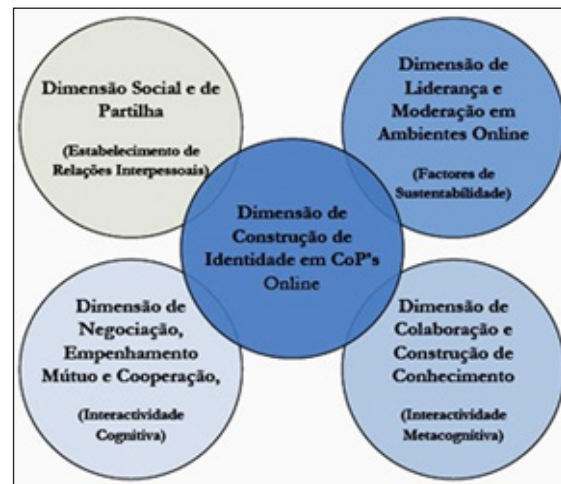 Dimensão Social e de
Partilha
(Estabelecimento de
Relações Interpessoais)
Dimensão de
Liderança e
Moderação em
Ambientes Online
(Factores de
Sustentabilidade)
Dimensão de
Construção de
Identidade em CoP's
Online
Dimensão de
Negociação,
Empenhamento
Mútuo e Cooperação,
(Interactividade
Cognitiva)
Dimensão de
Colaboração e
Construção de
Conhecimento
(Interactividade
Metacognitiva)